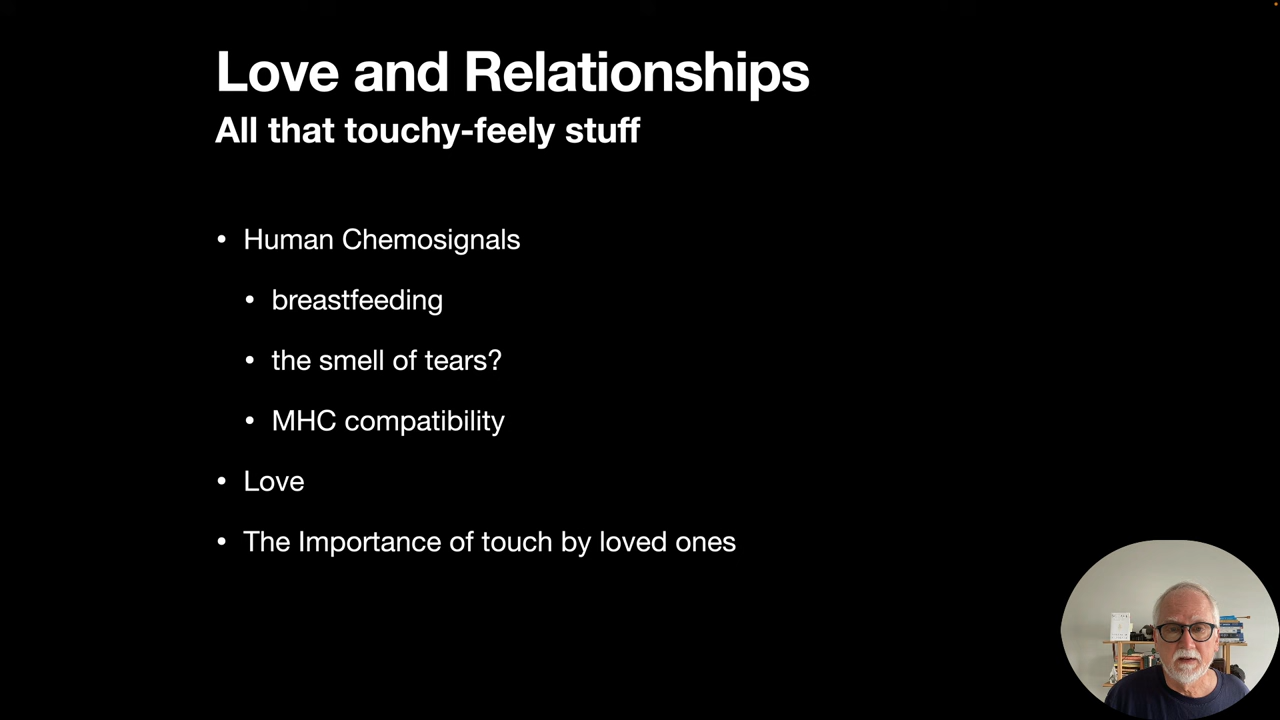 Love and Relationships
All that touchy-feely stuff
• Human Chemosignals
• breastfeeding
• the smell of tears?
• MHC compatibility
• Love
• The Importance of touch by loved ones